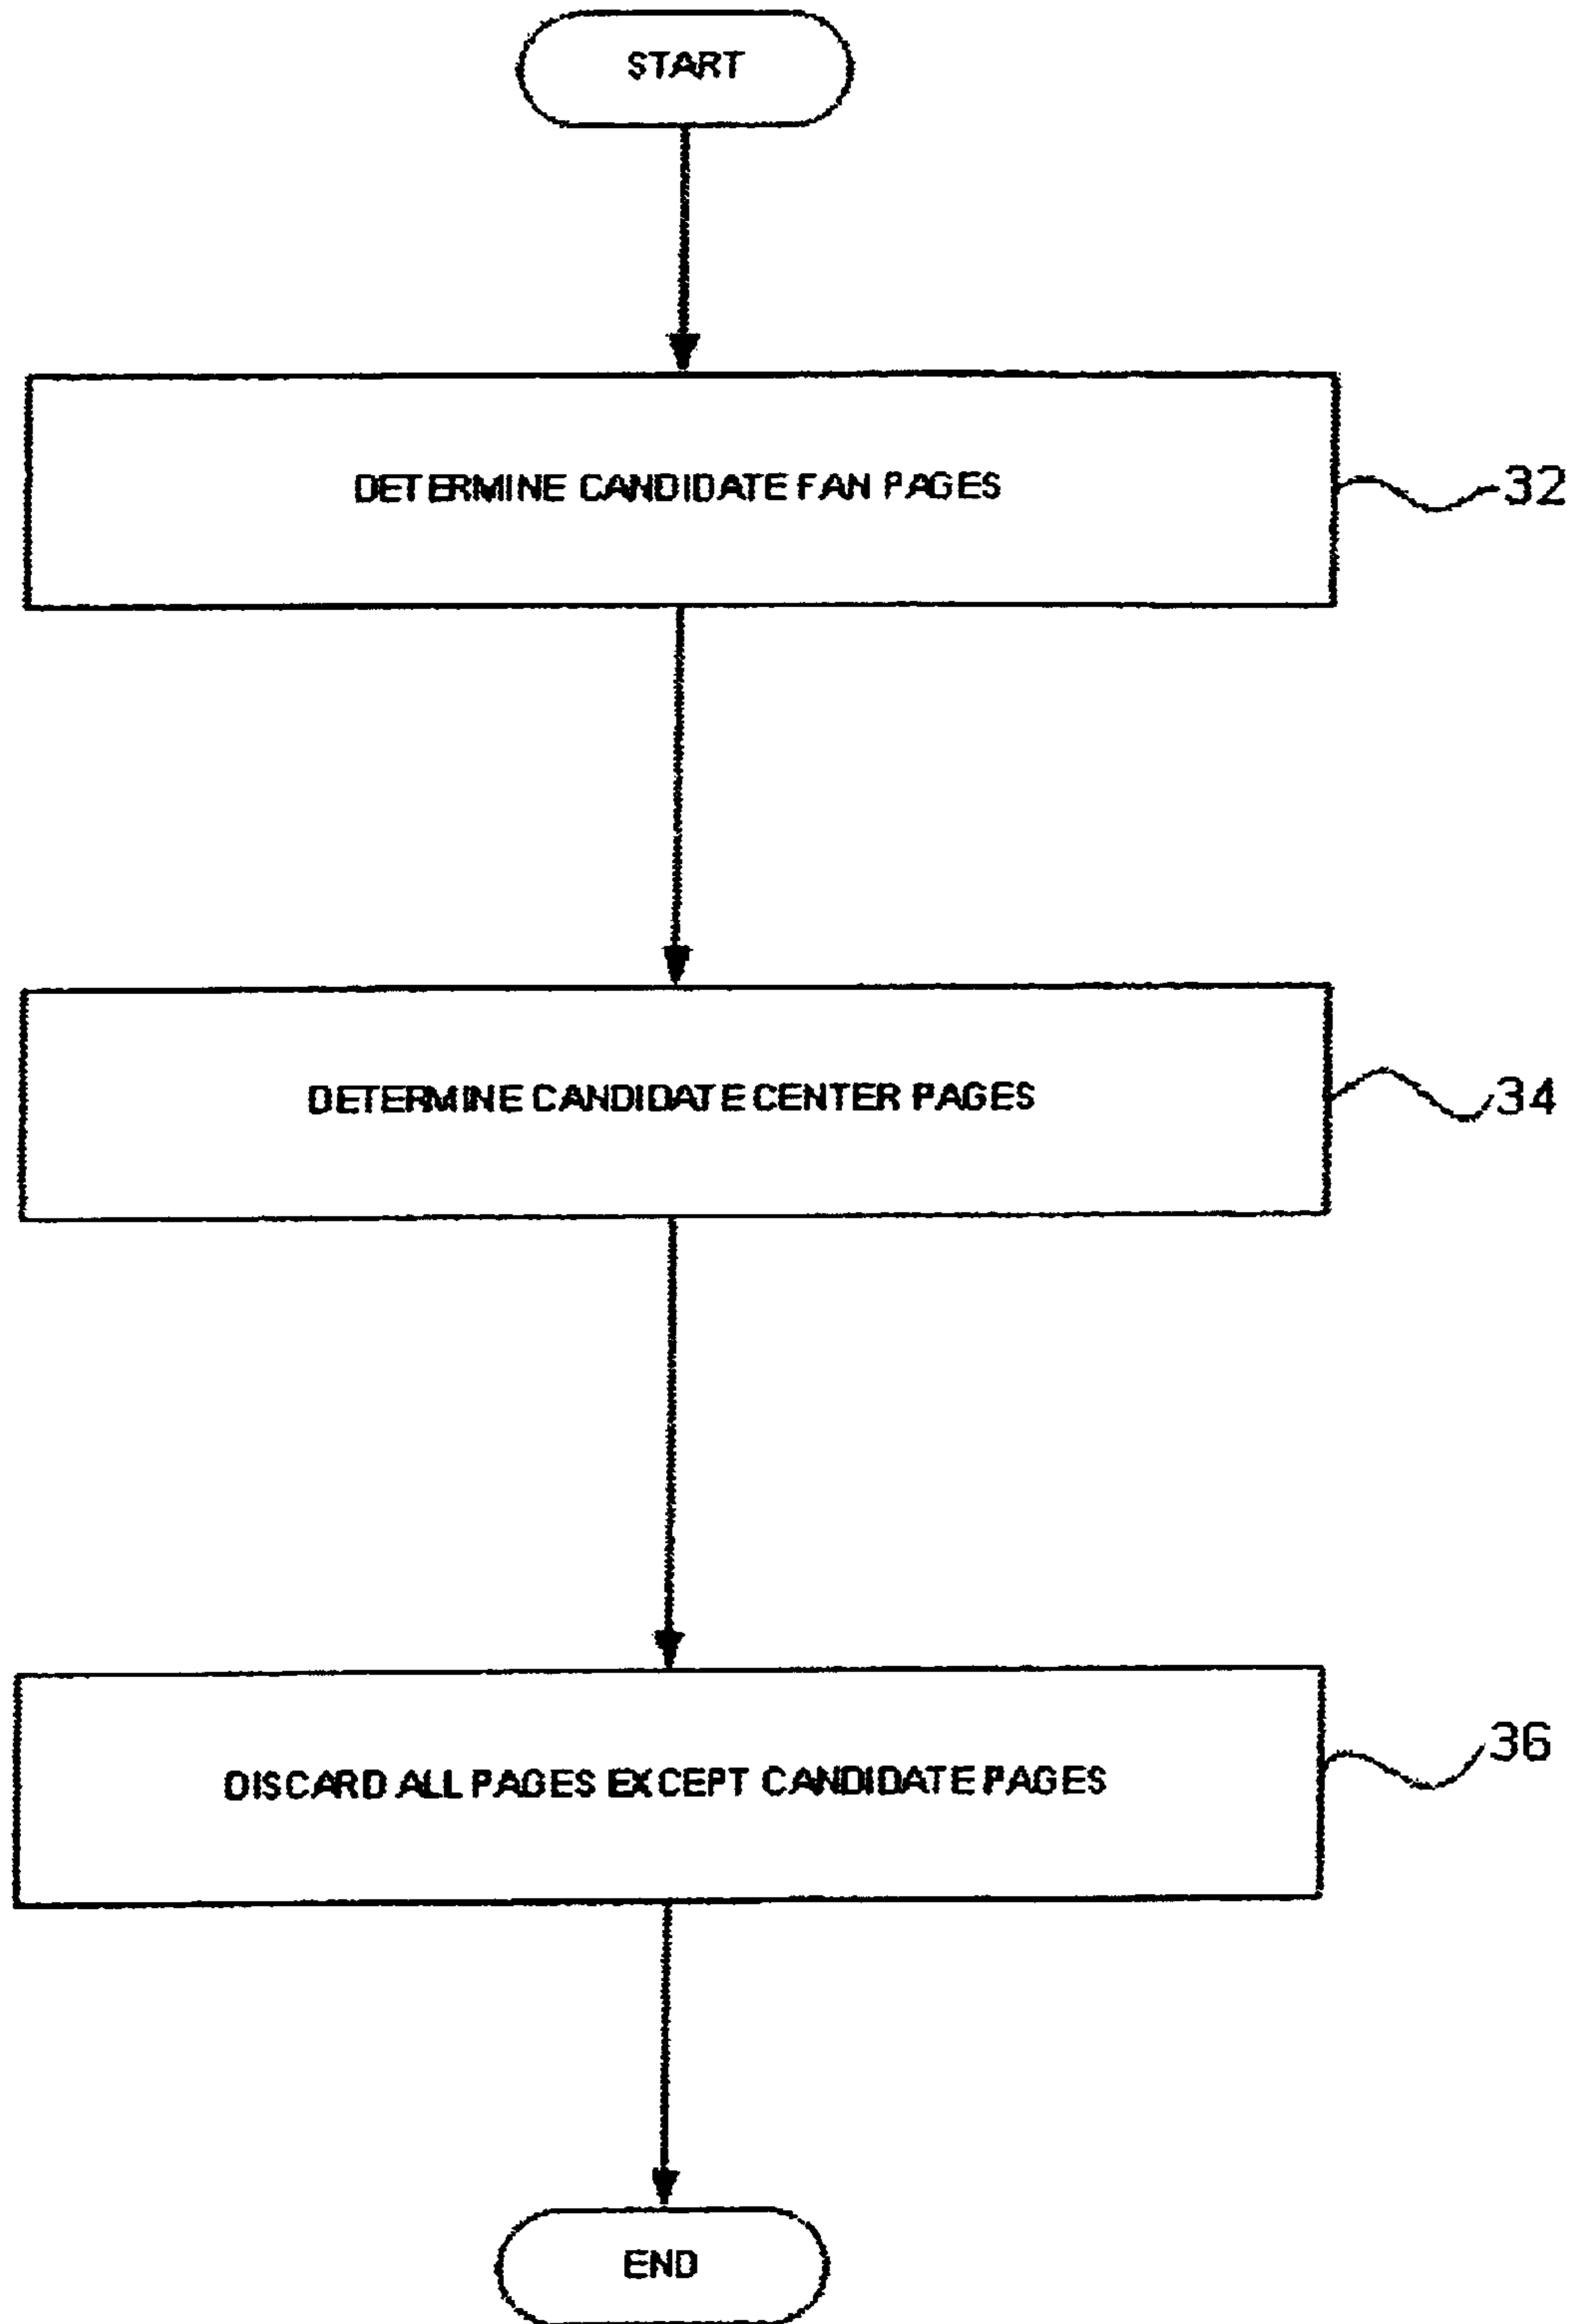 START
DETERMINE CANDIDATE FAN PAGES
32
DETERMINE CANDIDATE CENTER PAGES
34
DISCARD ALL PAGES EXCEPT CANDIDATE PAGES
36
END